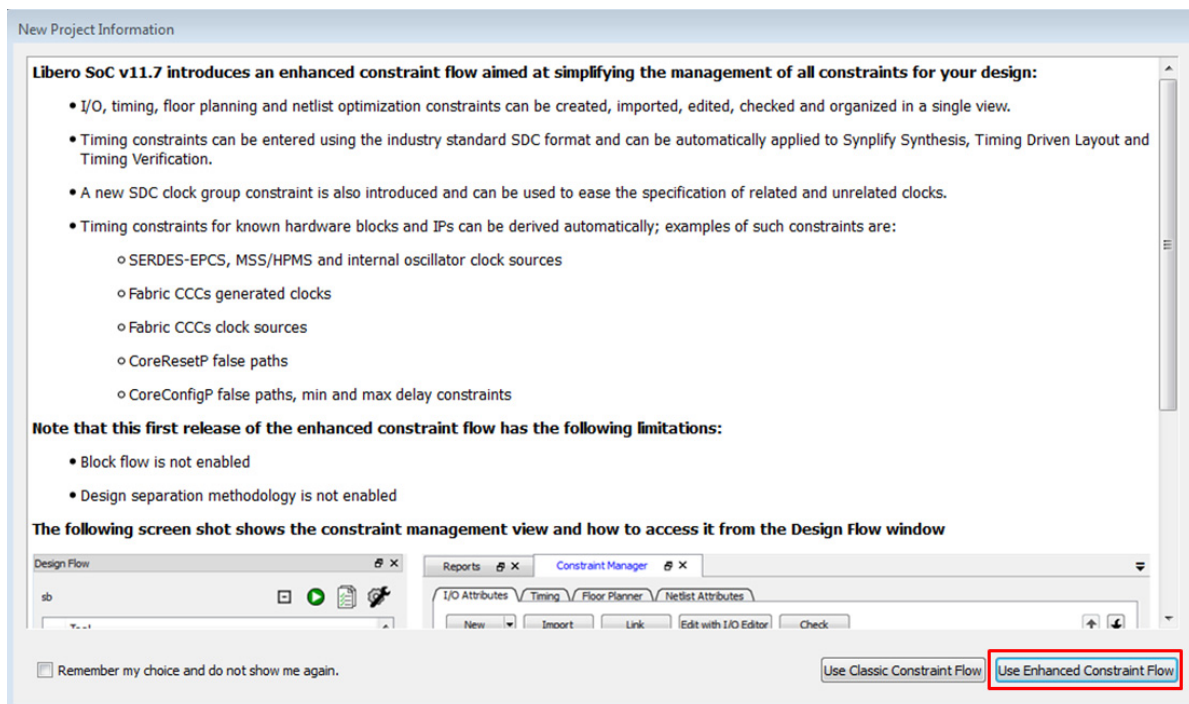 New Project Information
Libero SoC v11.7 introduces an enhanced constraint flow aimed at simplifying the management of all constraints for your design:
• I/O, timing, floor planning and netlist optimization constraints can be created, imported, edited, checked and organized in a single view.
• Timing constraints can be entered using the industry standard SDC format and can be automatically applied to Synplify Synthesis, Timing Driven Layout and
Timing Verification.
• A new SDC clock group constraint is also introduced and can be used to ease the specification of related and unrelated clocks.
• Timing constraints for known hardware blocks and IPs can be derived automatically; examples of such constraints are:
○ SERDES-EPCS, MSS/HPMS and internal oscillator clock sources
○ Fabric CCCs generated clocks
○ Fabric CCCs clock sources
○ CoreResetP false paths
○ CoreConfigP false paths, min and max delay constraints
Note that this first release of the enhanced constraint flow has the following limitations:
• Block flow is not enabled
• Design separation methodology is not enabled
The following screen shot shows the constraint management view and how to access it from the Design Flow window
Design Flow
Reports Constraint Manager
sb
I/O Attributes Timing Floor Planner Netlist Attributes
Tool
New Import Link Edit with I/O Editor Check
Remember my choice and do not show me again.
Use Classic Constraint Flow Use Enhanced Constraint Flow